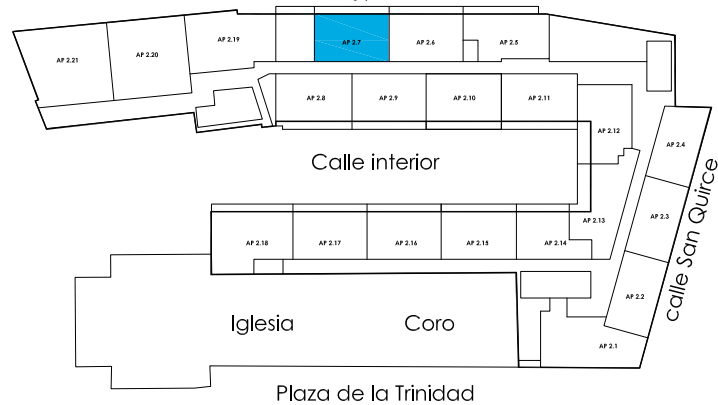 AP 2.19
AP 2.7
AP 2.6
AP 2.5
AP 2.20
AP 2.21
AP 2.8
AP 2.9
AP 2.10
AP 2.11
AP 2.12
AP 2.4
Calle interior
AP 2.3
AP 2.13
AP 2.18
AP 2.17
AP 2.16
AP 2.15
AP 2.14
calle San Quirce
AP 2.2
Iglesia
Coro
AP 2.1
Plaza de la Trinidad